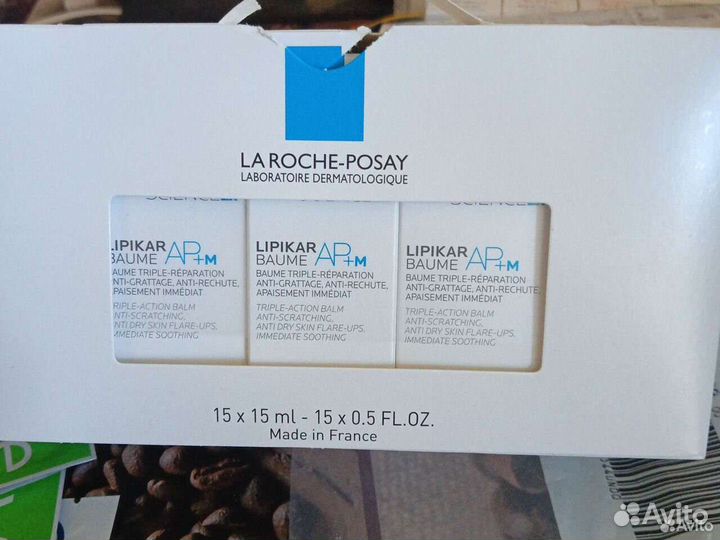 LA ROCHE-POSAY
LABORATOIRE DERMATOLOGIQUE
LIPIKAR
BAUME AP+M
AUME TRIPLE-RÉPARATION
ANTI-GRATTAGE, ANTI-RECHUTE,
APAISEMENT IMMÉDIAT
TRIPLE-ACTION BALM
ANTI-SCRATCHING,
ANTI DRY SKIN FLARE-UPS,
IMMEDIATE SOOTHING
LIPIKAR
BAUME AP+M
BAUME TRIPLE-RÉPARATION
ANTI-GRATTAGE, ANTI-RECHUTE,
APAISEMENT IMMÉDIAT
TRIPLE-ACTION BALM
ANTI-SCRATCHING,
ANTI DRY SKIN FLARE-UPS,
IMMEDIATE SOOTHING
LIPIKAR
BAUME AP+M
BAUME TRIPLE-RÉPARATION
ANTI-GRATTAGE, ANTI-RECHUTE,
APAISEMENT IMMÉDIAT
TRIPLE-ACTION BALM
ANTI-SCRATCHING,
ANTI DRY SKIN FLARE-UPS,
IMMEDIATE SOOTHING
15 x 15 ml - 15 x 0.5 FL.OZ.
Made in France
Avito
Avito